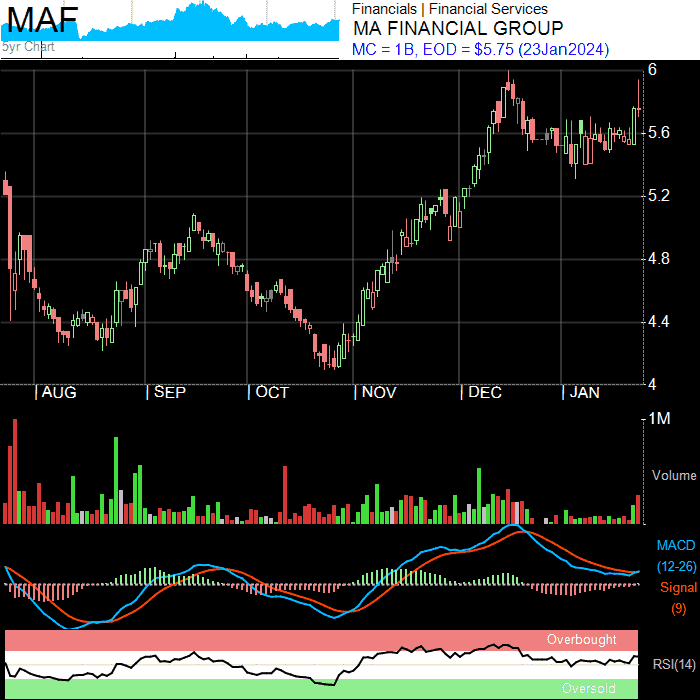 MAF
5yr Chart
Financials | Financial Services
MA FINANCIAL GROUP
MC = 1B, EOD = $5.75 (23Jan2024)
6
5.6
5.2
4.8
4.4
4
| AUG | SEP | OCT | NOV | DEC | JAN
1M
Volume
MACD
(12-26)
Signal
(9)
Overbought
RSI(14)
Oversold